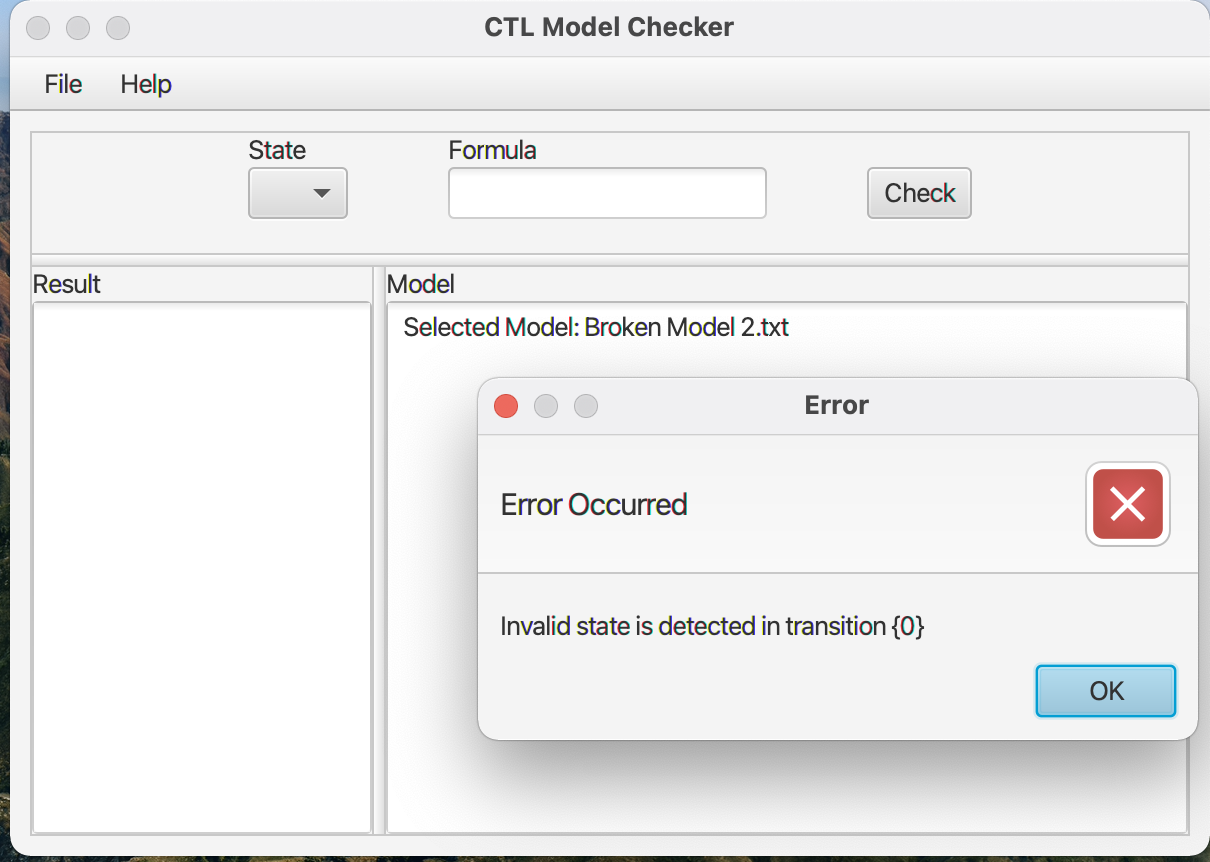 CTL Model Checker
File Help
State Formula
Check
Result
Model
Selected Model: Broken Model 2.txt
Error
Error Occurred
Invalid state is detected in transition {0}
OK